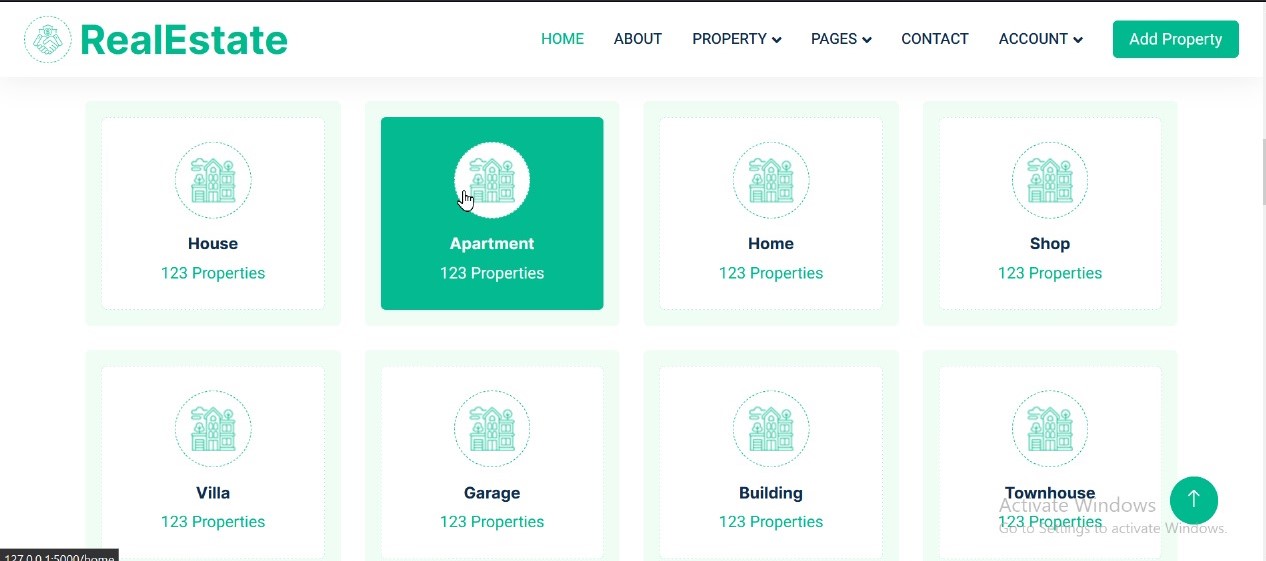 RealEstate
HOME ABOUT PROPERTY PAGES CONTACT ACCOUNT Add Property
House Apartment Home Shop
123 Properties 123 Properties 123 Properties 123 Properties
Villa Garage Building Townhouse
123 Properties 123 Properties 123 Properties 123 Properties
Activate Windows
Go to Settings to activate Windows.
127.0.0.1:5000/home